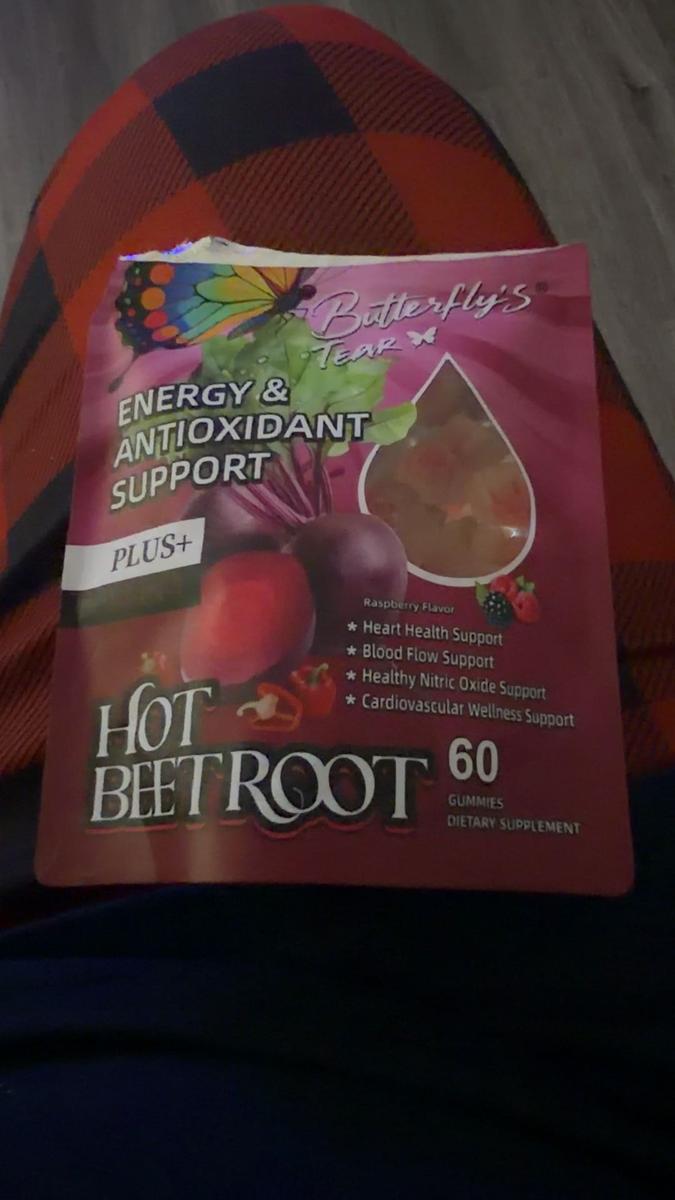 Butterfly's®
Tear
ENERGY &
ANTIOXIDANT
SUPPORT
PLUS+
Raspberry Flavor
* Heart Health Support
* Blood Flow Support
* Healthy Nitric Oxide Support
* Cardiovascular Wellness Support
HOT
BEETROOT
60
GUMMIES
DIETARY SUPPLEMENT